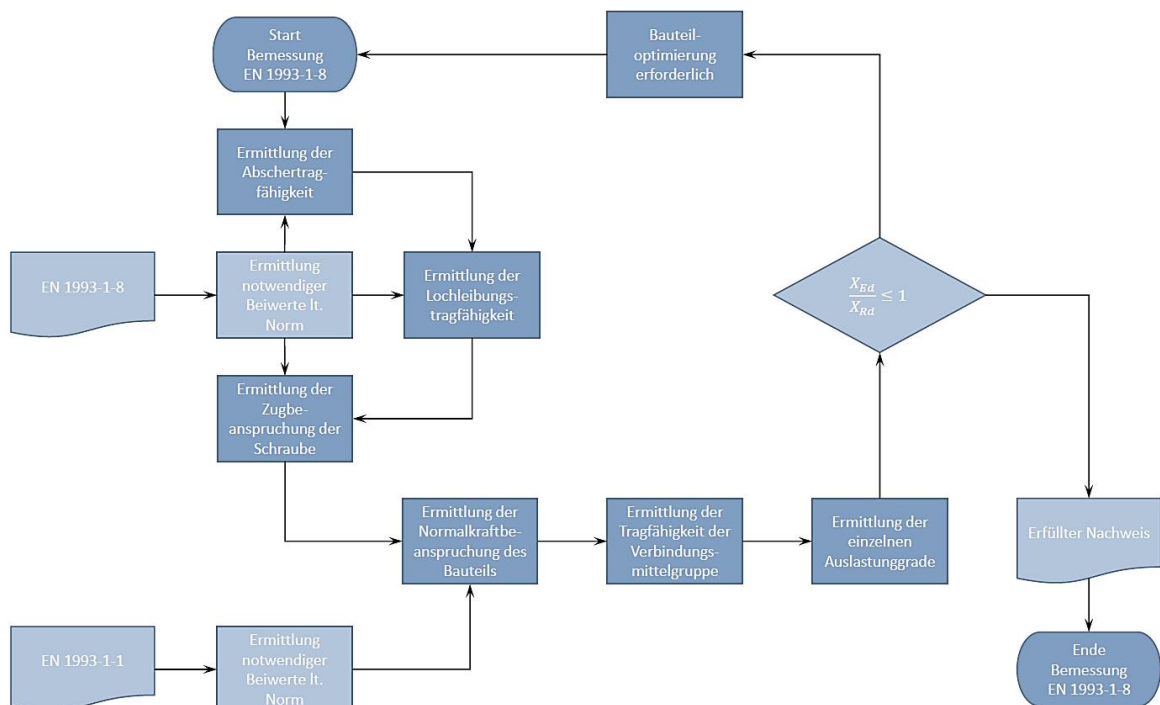 Start
Bemessung
EN 1993-1-8
Bauteil-
optimierung
erforderlich
Ermittlung der
Abschertrag-
fähigkeit
EN 1993-1-8
Ermittlung
notwendiger
Beiwerte lt.
Norm
Ermittlung der
Lochleibungs-
tragfähigkeit
X_Ed
X_Rd ≤ 1
Ermittlung der
Zugbe-
anspruchung der
Schraube
Ermittlung der
Normalkraftbe-
anspruchung des
Bauteils
Ermittlung der
Tragfähigkeit der
Verbindungs-
mittelgruppe
Ermittlung der
einzelnen
Auslastunggrade
Erfüllter Nachweis
EN 1993-1-1
Ermittlung
notwendiger
Beiwerte lt.
Norm
Ende
Bemessung
EN 1993-1-8